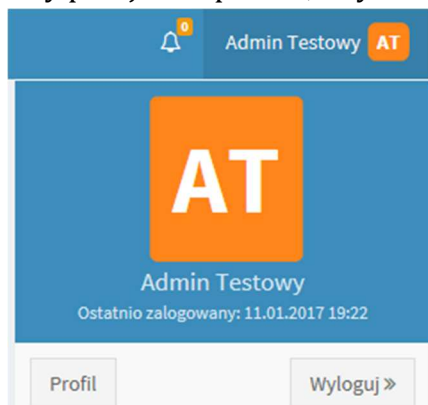 0
Admin Testowy AT
AT
Admin Testowy
Ostatnio zalogowany: 11.01.2017 19:22
Profil
Wyloguj »